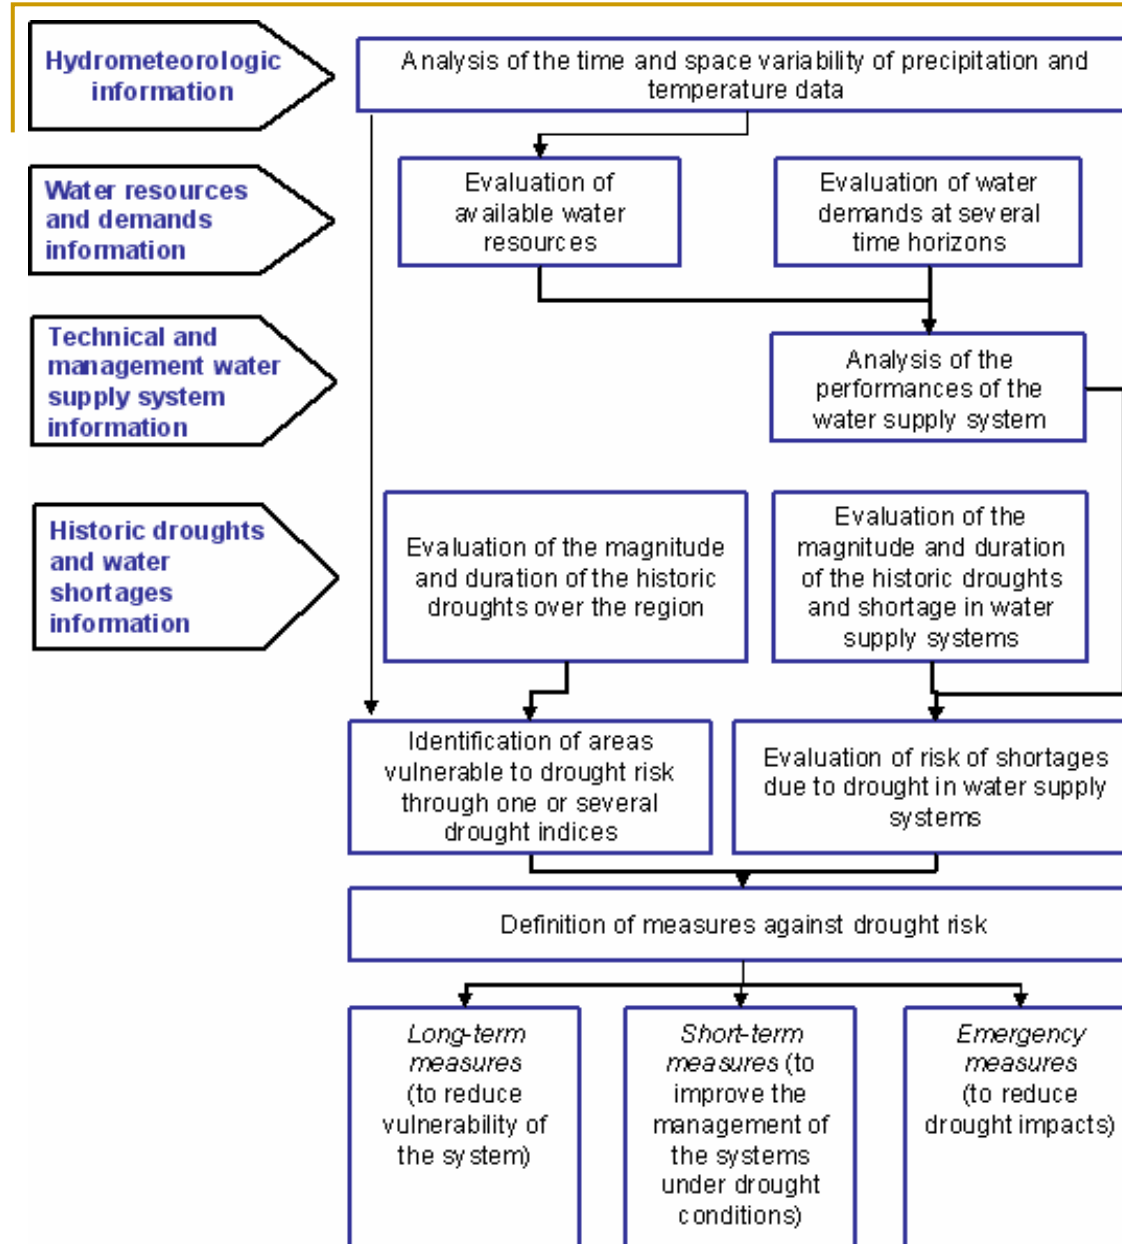 Hydrometeorologic
information
Analysis of the time and space variability of precipitation and
temperature data
Water resources
and demands
information
Evaluation of
available water
resources
Evaluation of water
demands at several
time horizons
Technical and
management water
supply system
information
Analysis of the
performances of the
water supply system
Historic droughts
and water
shortages
information
Evaluation of the magnitude
and duration of the historic
droughts over the region
Evaluation of the
magnitude and duration
of the historic droughts
and shortage in water
supply systems
Identification of areas
vulnerable to drought risk
through one or several
drought indices
Evaluation of risk of shortages
due to drought in water supply
systems
Definition of measures against drought risk
Long-term
measures
(to reduce
vulnerability of
the system)
Short-term
measures (to
improve the
management of
the systems
under drought
conditions)
Emergency
measures
(to reduce
drought impacts)